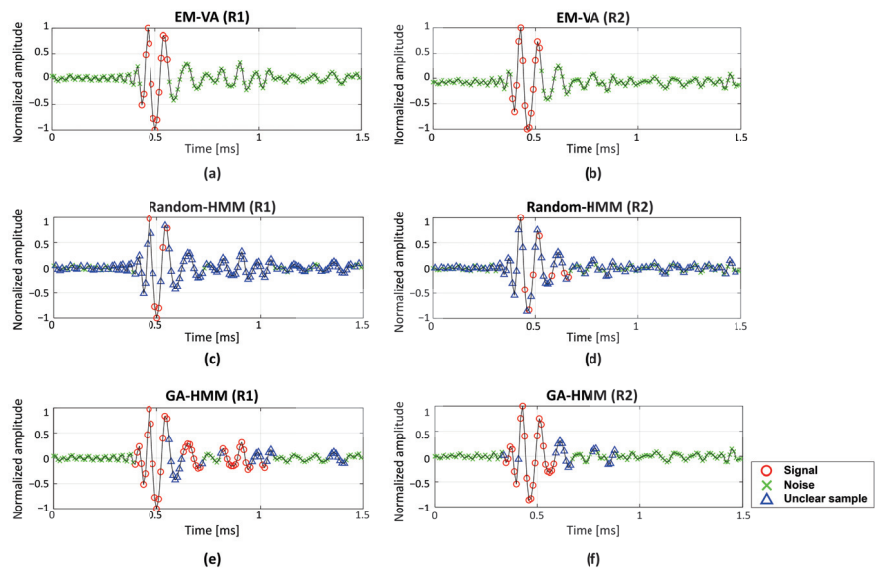 EM-VA (R1)
Normalized amplitude
1
0.5
0
−0.5
−1
0
0.5
1
1.5
Time [ms]
(a)
EM-VA (R2)
Normalized amplitude
1
0.5
0
−0.5
−1
0
0.5
1
1.5
Time [ms]
(b)
Random-HMM (R1)
Normalized amplitude
1
0.5
0
−0.5
−1
0
0.5
1
1.5
Time [ms]
(c)
Random-HMM (R2)
Normalized amplitude
1
0.5
0
−0.5
−1
0
0.5
1
1.5
Time [ms]
(d)
GA-HMM (R1)
Normalized amplitude
1
0.5
0
−0.5
−1
0
0.5
1
1.5
Time [ms]
(e)
GA-HMM (R2)
Normalized amplitude
1
0.5
0
−0.5
−1
0
0.5
1
1.5
Time [ms]
(f)
Signal
Noise
Unclear sample